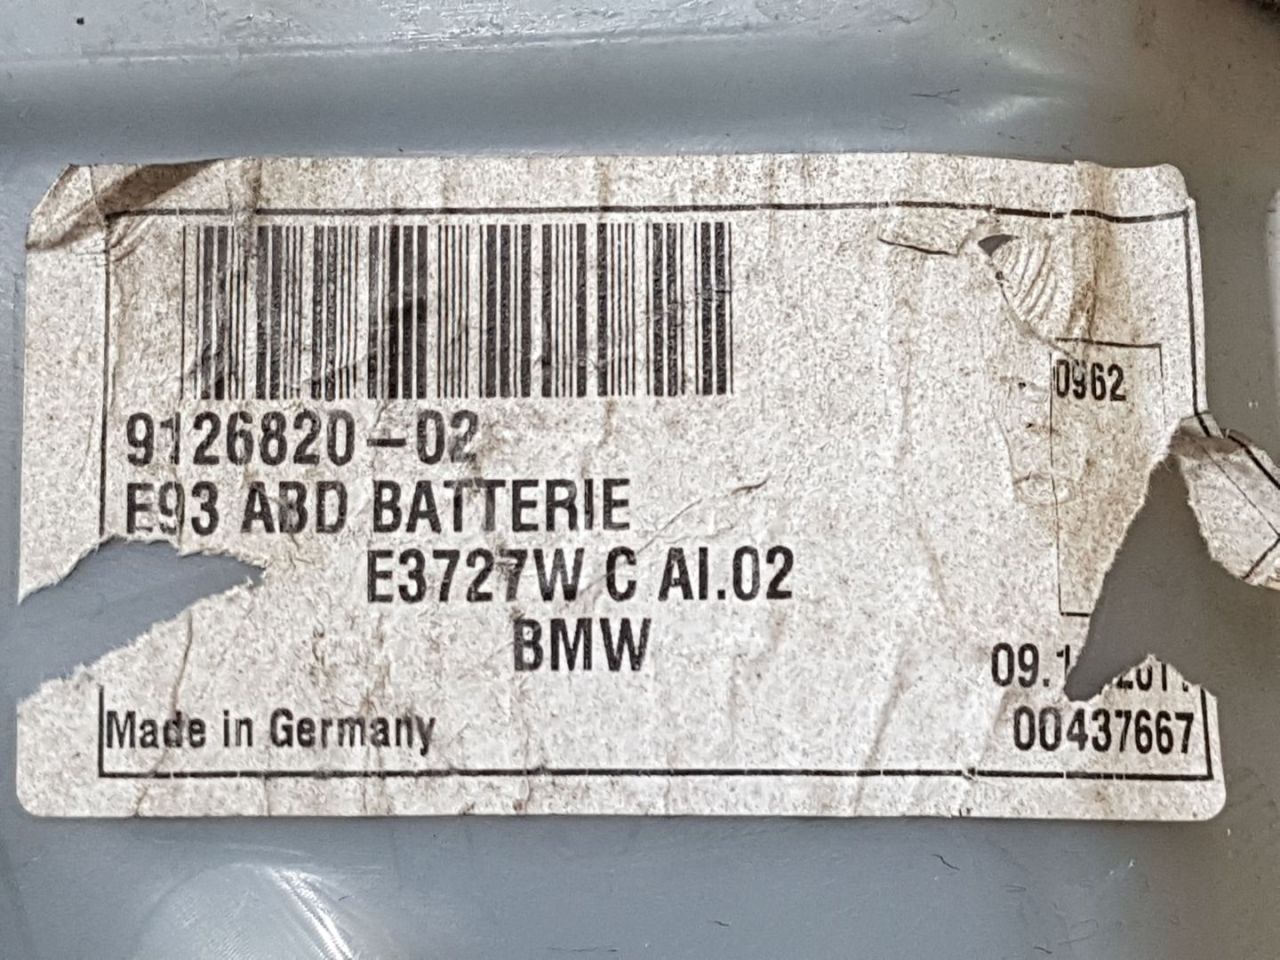 0962
9126820-02
E93 ABD BATTERIE
E3727W C AI.02
BMW
Made in Germany
00437667